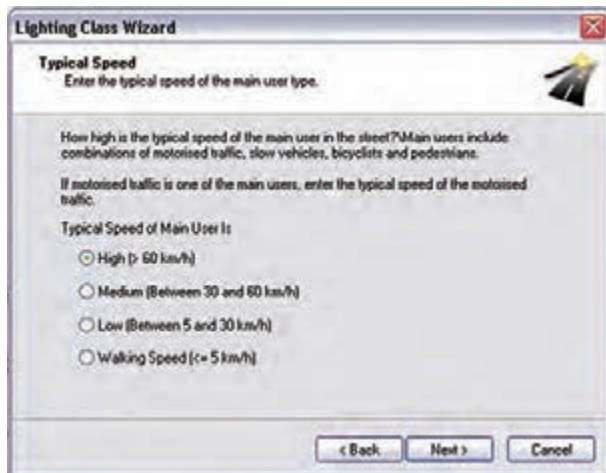 Lighting Class Wizard
Typical Speed
Enter the typical speed of the main user type.
How high is the typical speed of the main user in the street?\Main users include
combinations of motorised traffic, slow vehicles, bicyclists and pedestrians.
If motorised traffic is one of the main users, enter the typical speed of the motorised
traffic.
Typical Speed of Main User Is
High (> 60 km/h)
Medium (Between 30 and 60 km/h)
Low (Between 5 and 30 km/h)
Walking Speed (<= 5 km/h)
< Back
Next >
Cancel